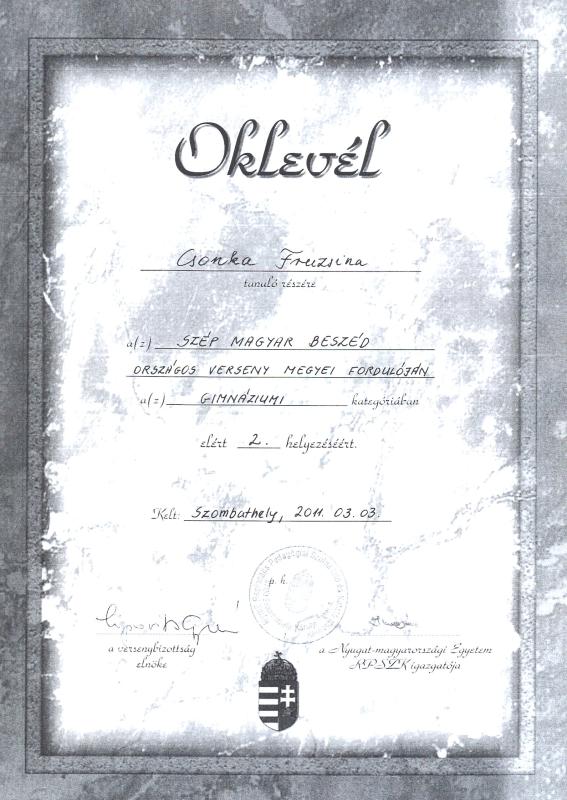 Oklevél
Csonka Fruzsina
tanuló részére
a(z) SZÉP MAGYAR BESZÉD
ORSZÁGOS VERSENY MEGYEI FORDULÓJÁN
a(z) GIMNÁZIUMI kategóriában
elért 2. helyezéséért.
Kelt: Szombathely, 2011. 03. 03.
p. h.
a versenybizottság
elnöke
a Nyugat-magyarországi Egyetem
RPSZKK igazgatója